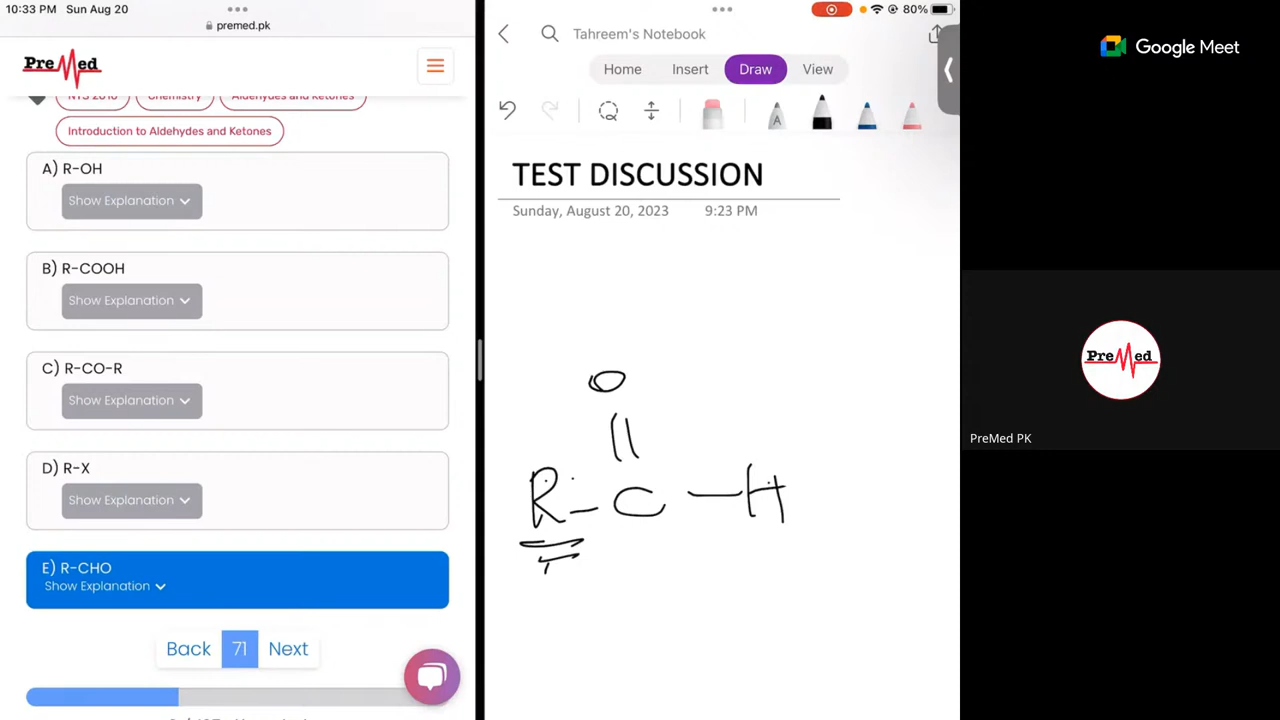 10:33 PM Sun Aug 20
premed.pk
PreMed
NTS 2016 Chemistry Aldehydes and Ketones
Introduction to Aldehydes and Ketones
A) R-OH
Show Explanation
B) R-COOH
Show Explanation
C) R-CO-R
Show Explanation
D) R-X
Show Explanation
E) R-CHO
Show Explanation
Back 71 Next
80%
Tahreem's Notebook
Home Insert Draw View
A
TEST DISCUSSION
Sunday, August 20, 2023 9:23 PM
O
R - C - H
Google Meet
PreMed
PreMed PK